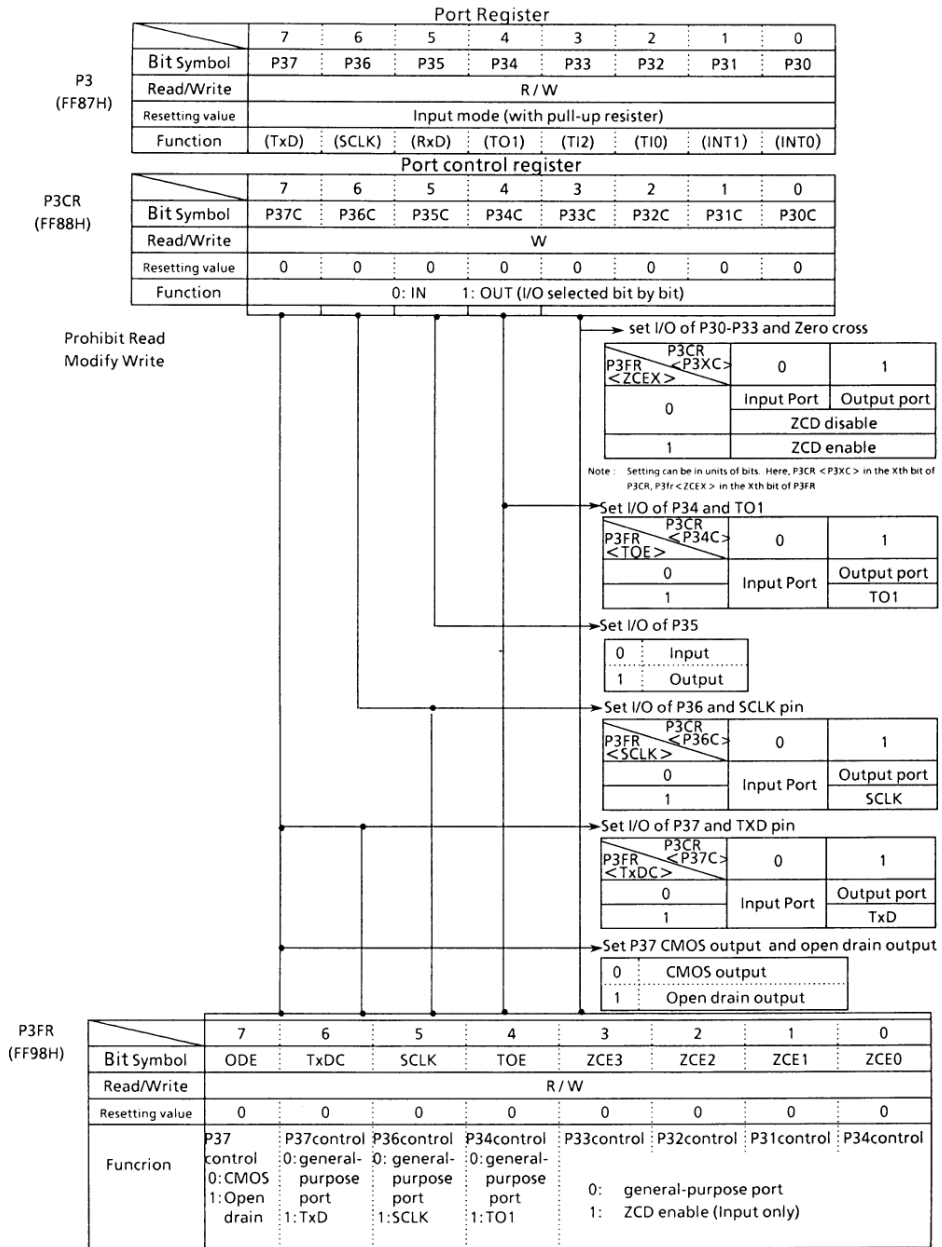 Port Register
7 6 5 4 3 2 1 0
Bit Symbol P37 P36 P35 P34 P33 P32 P31 P30
P3
(FF87H)
Read/Write R / W
Resetting value Input mode (with pull-up resister)
Function (TxD) (SCLK) (RxD) (TO1) (TI2) (TI0) (INT1) (INT0)
Port control register
7 6 5 4 3 2 1 0
P3CR
(FF88H)
Bit Symbol P37C P36C P35C P34C P33C P32C P31C P30C
Read/Write W
Resetting value 0 0 0 0 0 0 0 0
Function 0: IN 1: OUT (I/O selected bit by bit)
Prohibit Read
Modify Write
set I/O of P30-P33 and Zero cross
P3CR
<P3XC>
P3FR
<ZCEX>
0 1
0 Input Port Output port
ZCD disable
1 ZCD enable
Note : Setting can be in units of bits. Here, P3CR <P3XC> in the Xth bit of
P3CR, P3fr <ZCEX> in the Xth bit of P3FR
Set I/O of P34 and TO1
P3CR
<P34C>
P3FR
<TOE>
0 1
0 Input Port Output port
1 TO1
Set I/O of P35
0 Input
1 Output
Set I/O of P36 and SCLK pin
P3CR
<P36C>
P3FR
<SCLK>
0 1
0 Input Port Output port
1 SCLK
Set I/O of P37 and TXD pin
P3CR
<P37C>
P3FR
<TxDC>
0 1
0 Input Port Output port
1 TxD
Set P37 CMOS output and open drain output
0 CMOS output
1 Open drain output
P3FR
(FF98H)
7 6 5 4 3 2 1 0
Bit Symbol ODE TxDC SCLK TOE ZCE3 ZCE2 ZCE1 ZCE0
Read/Write R / W
Resetting value 0 0 0 0 0 0 0 0
Funcrion
P37
control
0:CMOS
1:Open
drain
P37control
0:general-
purpose
port
1:TxD
P36control
0: general-
purpose
port
1:SCLK
P34control
0:general-
purpose
port
1:TO1
P33control P32control P31control P34control
0: general-purpose port
1: ZCD enable (Input only)